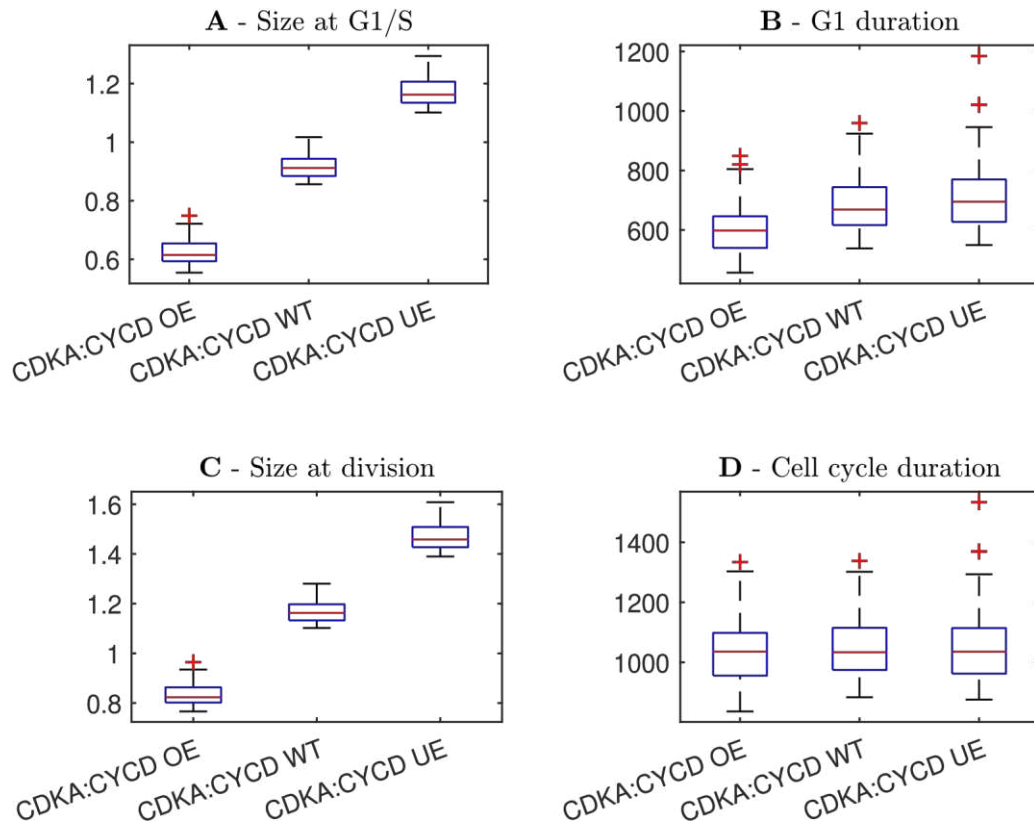 A - Size at G1/S
1.2
1
0.8
0.6
CDKA:CYCD OE
CDKA:CYCD WT
CDKA:CYCD UE
B - G1 duration
1200
1000
800
600
CDKA:CYCD OE
CDKA:CYCD WT
CDKA:CYCD UE
C - Size at division
1.6
1.4
1.2
1
0.8
CDKA:CYCD OE
CDKA:CYCD WT
CDKA:CYCD UE
D - Cell cycle duration
1400
1200
1000
CDKA:CYCD OE
CDKA:CYCD WT
CDKA:CYCD UE